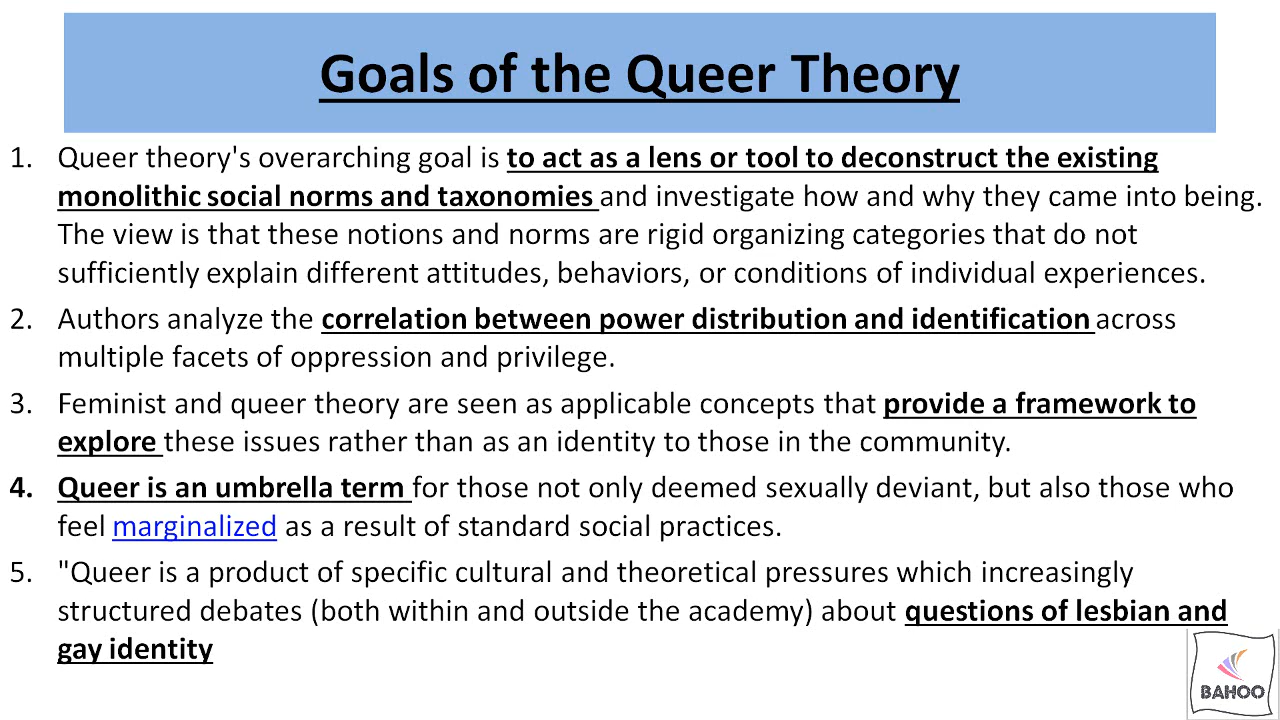 Goals of the Queer Theory
1. Queer theory's overarching goal is to act as a lens or tool to deconstruct the existing
monolithic social norms and taxonomies and investigate how and why they came into being.
The view is that these notions and norms are rigid organizing categories that do not
sufficiently explain different attitudes, behaviors, or conditions of individual experiences.
2. Authors analyze the correlation between power distribution and identification across
multiple facets of oppression and privilege.
3. Feminist and queer theory are seen as applicable concepts that provide a framework to
explore these issues rather than as an identity to those in the community.
4. Queer is an umbrella term for those not only deemed sexually deviant, but also those who
feel marginalized as a result of standard social practices.
5. "Queer is a product of specific cultural and theoretical pressures which increasingly
structured debates (both within and outside the academy) about questions of lesbian and
gay identity
BAHOO